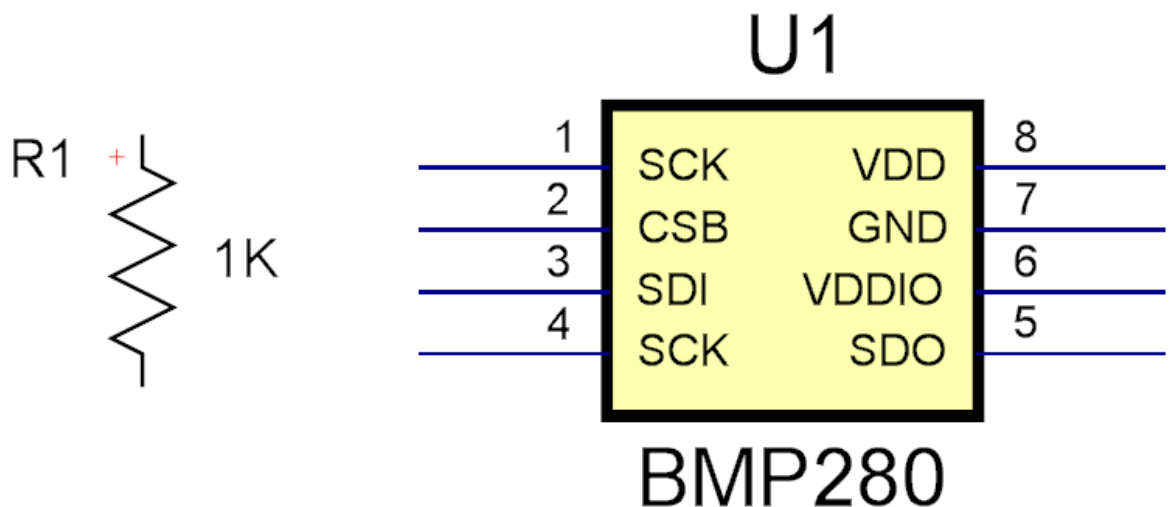 U1
R1 +
1K
1 SCK VDD 8
2 CSB GND 7
3 SDI VDDIO 6
4 SCK SDO 5
BMP280